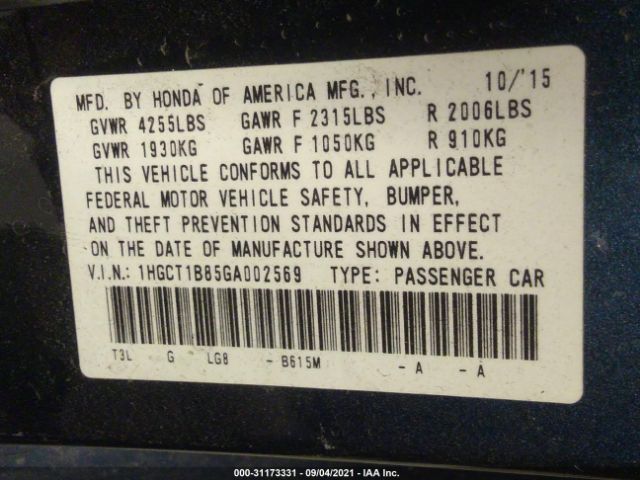 MFD. BY HONDA OF AMERICA MFG., INC. 10/'15
GVWR 4255LBS GAWR F 2315LBS R 2006LBS
GVWR 1930KG GAWR F 1050KG R 910KG
THIS VEHICLE CONFORMS TO ALL APPLICABLE
FEDERAL MOTOR VEHICLE SAFETY, BUMPER,
AND THEFT PREVENTION STANDARDS IN EFFECT
ON THE DATE OF MANUFACTURE SHOWN ABOVE.
V.I.N.: 1HGCT1B85GA002569 TYPE: PASSENGER CAR
T3L G LG8 - B615M - A - A
000-31173331 - 09/04/2021 - IAA Inc.